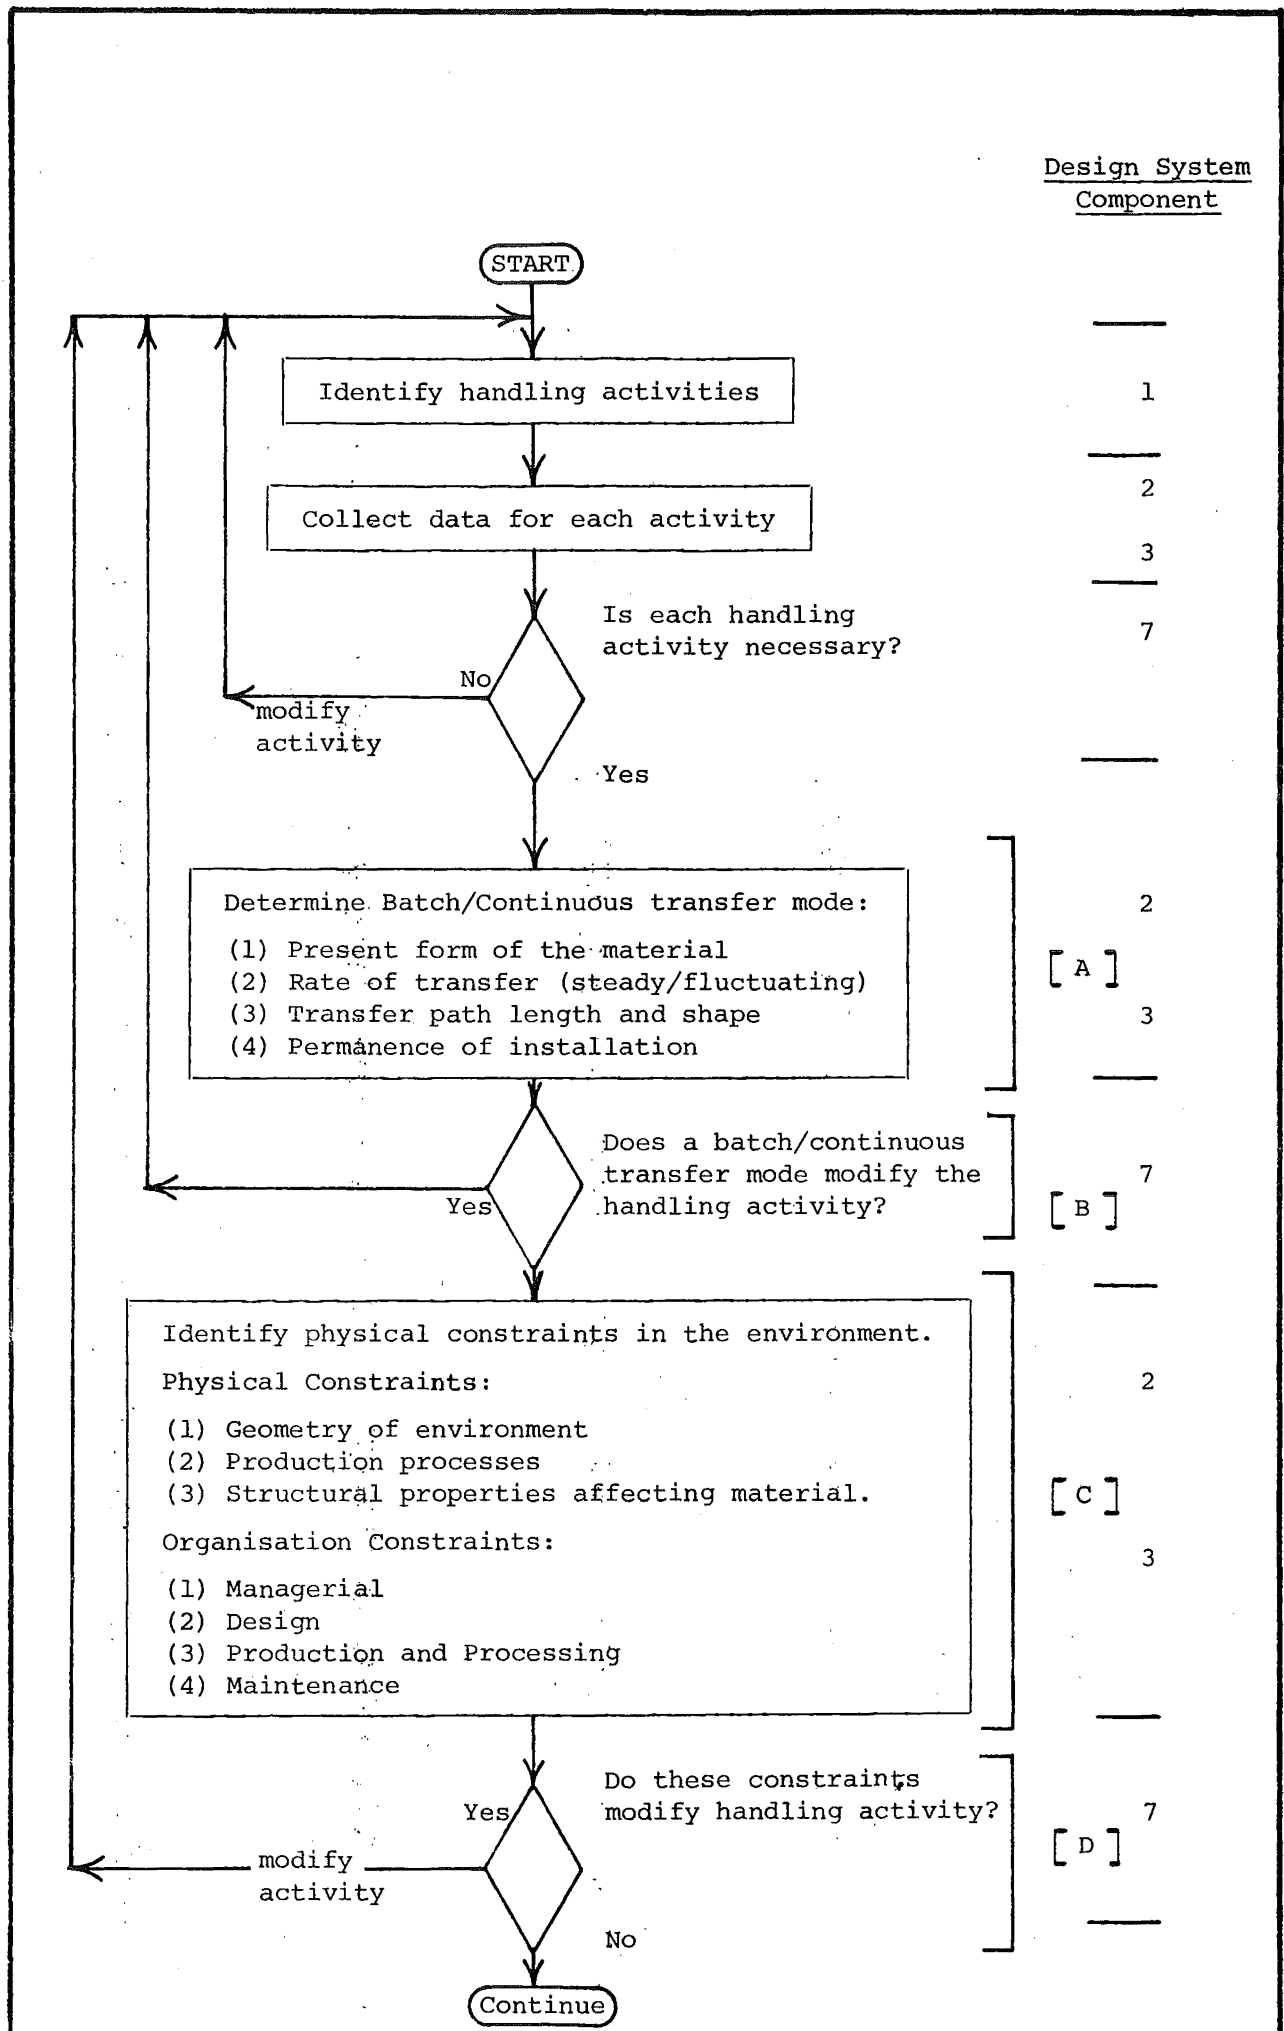 Design System
Component
START
Identify handling activities
1
2
Collect data for each activity
3
Is each handling
activity necessary?
7
No
modify
activity
Yes
Determine Batch/Continuous transfer mode:
2
(1) Present form of the material
[ A ]
(2) Rate of transfer (steady/fluctuating)
(3) Transfer path length and shape
3
(4) Permanence of installation
Does a batch/continuous
transfer mode modify the
handling activity?
7
Yes
[ B ]
Identify physical constraints in the environment.
Physical Constraints:
2
(1) Geometry of environment
(2) Production processes
(3) Structural properties affecting material.
[ C ]
Organisation Constraints:
3
(1) Managerial
(2) Design
(3) Production and Processing
(4) Maintenance
Do these constraints
modify handling activity?
7
Yes
[ D ]
modify
activity
No
Continue